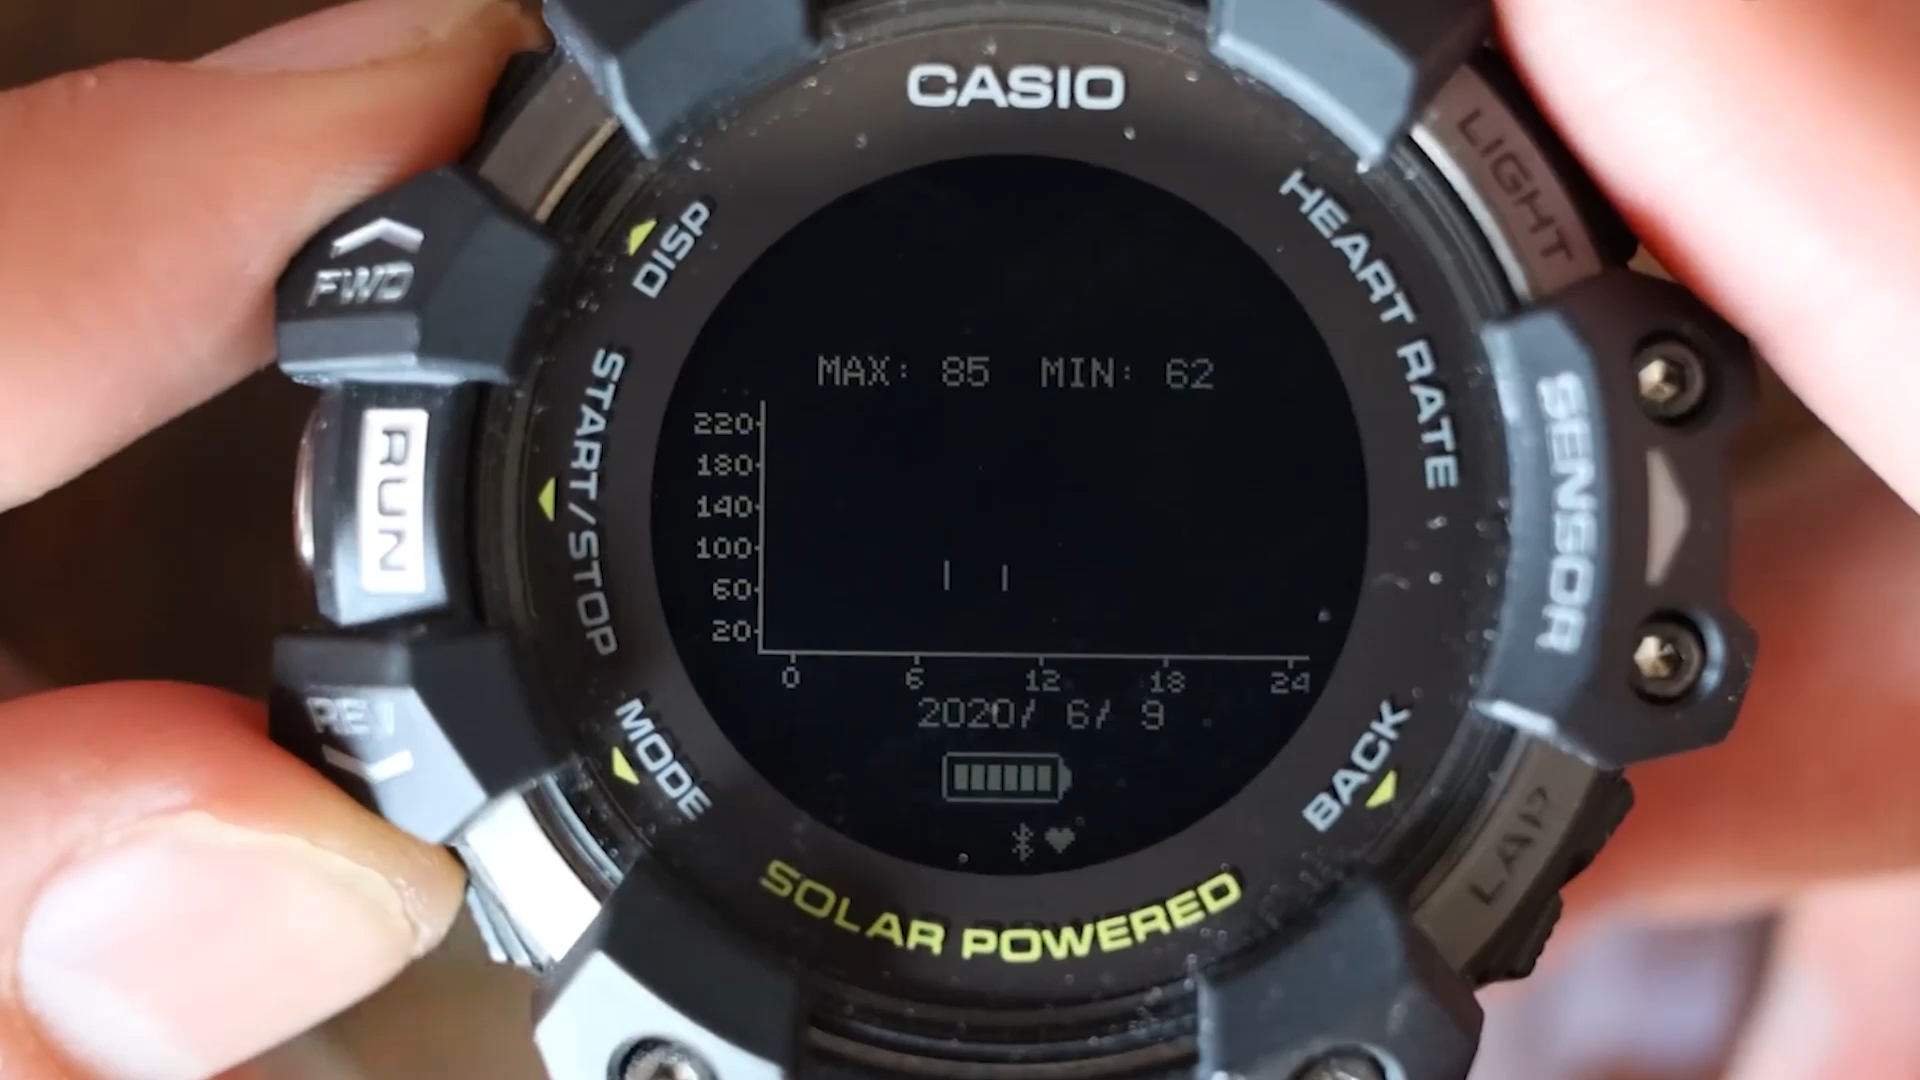 CASIO
LIGHT
DISP
HEART RATE
FWD
START/STOP
RUN
SENSOR
MAX: 85 MIN: 62
220
180
140
100
60
20
0 6 12 18 24
2020/ 6/ 9
REV
MODE
BACK
LAP
SOLAR POWERED